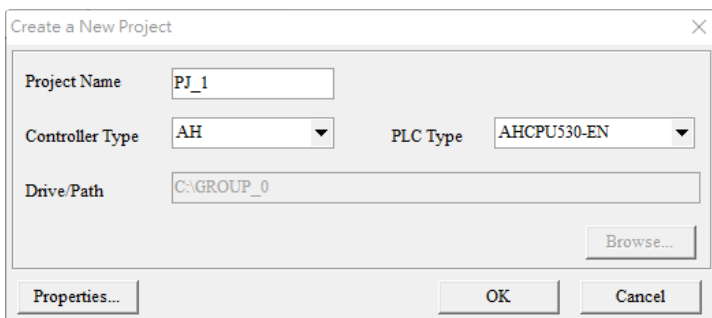 Create a New Project
Project Name PJ_1
Controller Type AH PLC Type AHCPU530-EN
Drive/Path C:\GROUP_0
Browse...
Properties... OK Cancel